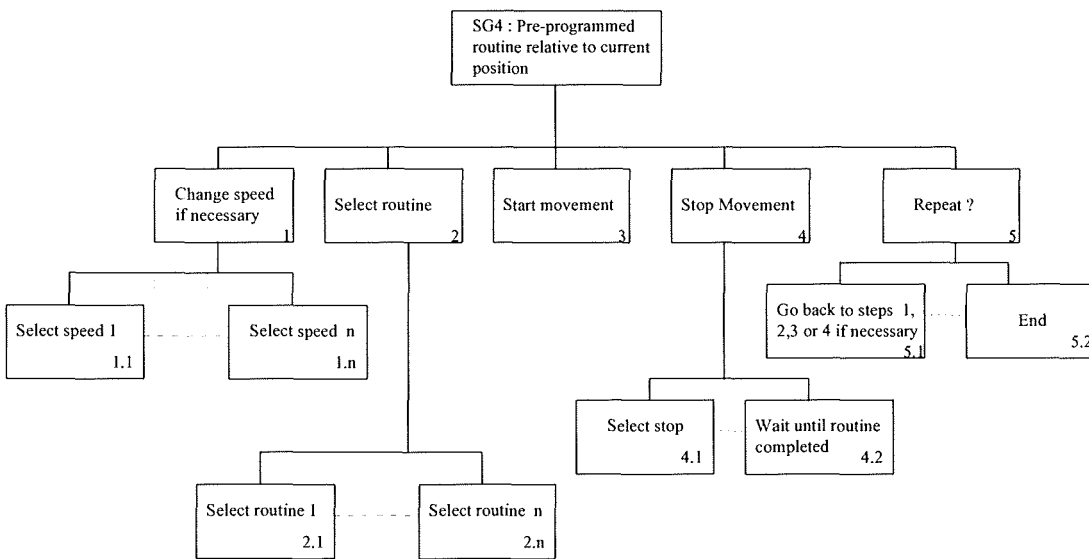 SG4 : Pre-programmed
routine relative to current
position
Change speed
if necessary
1
Select routine
2
Start movement
3
Stop Movement
4
Repeat ?
5
Select speed 1
1.1
Select speed n
1.n
Go back to steps 1,
2,3 or 4 if necessary
5.1
End
5.2
Select stop
4.1
Wait until routine
completed
4.2
Select routine 1
2.1
Select routine n
2.n